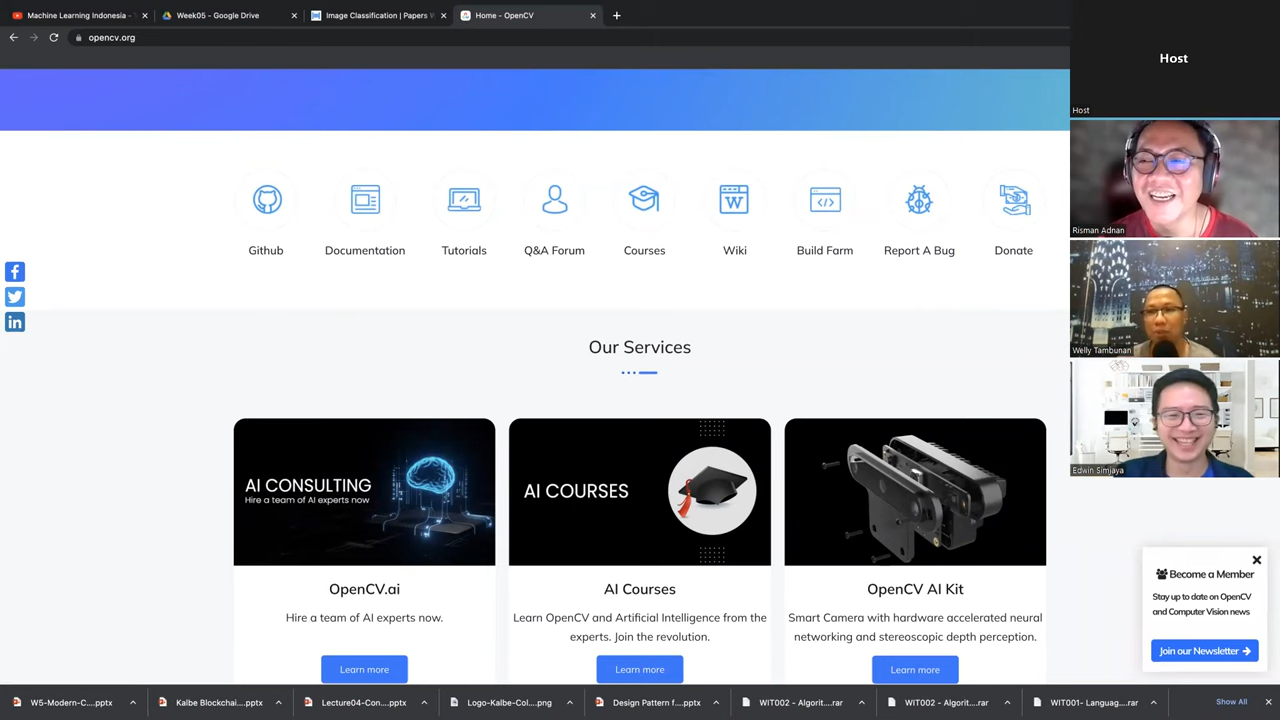 Machine Learning Indonesia -
Week05 - Google Drive
Image Classification | Papers W
Home - OpenCV
opencv.org
Host
Host
Risman Adnan
Welly Tambunan
Edwin Simjaya
Github
Documentation
Tutorials
Q&A Forum
Courses
W
Wiki
Build Farm
Report A Bug
Donate
Our Services
AI CONSULTING
Hire a team of AI experts now
AI COURSES
OpenCV.ai
Hire a team of AI experts now.
Learn more
AI Courses
Learn OpenCV and Artificial Intelligence from the
experts. Join the revolution.
Learn more
OpenCV AI Kit
Smart Camera with hardware accelerated neural
networking and stereoscopic depth perception.
Learn more
Become a Member
Stay up to date on OpenCV
and Computer Vision news
Join our Newsletter
W5-Modern-C....pptx
Kalbe Blockchai....pptx
Lecture04-Con....pptx
Logo-Kalbe-Col....png
Design Pattern f....pptx
WIT002 - Algorit....rar
WIT002 - Algorit....rar
WIT001- Languag....rar
Show All